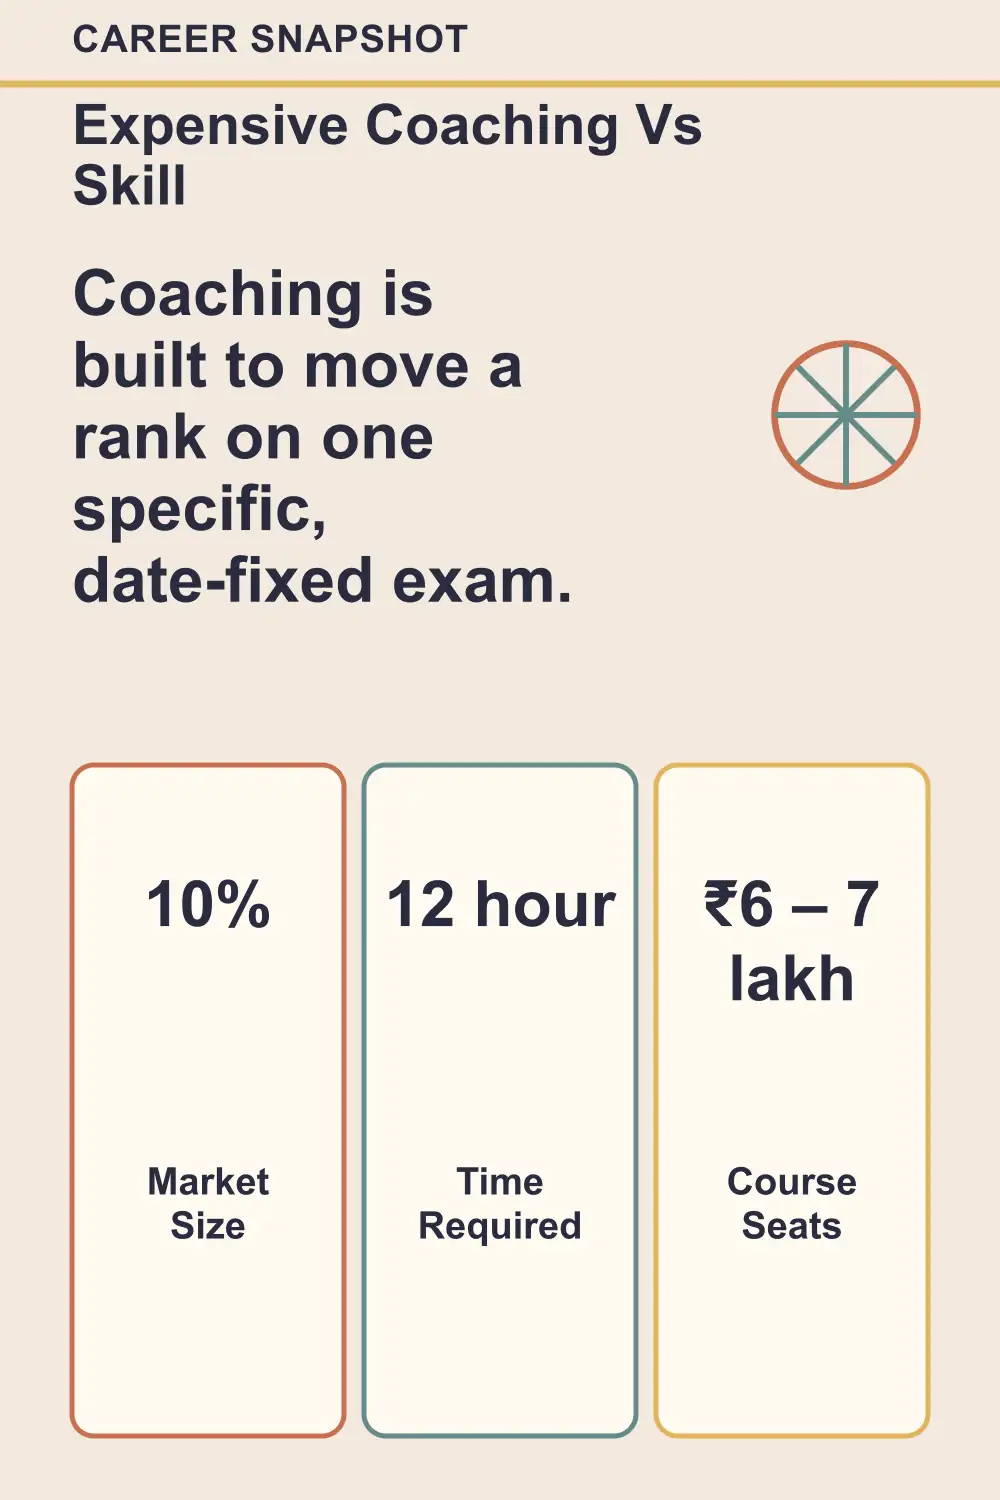 CAREER SNAPSHOT
Expensive Coaching Vs
Skill
Coaching is
built to move a
rank on one
specific,
date-fixed exam.
10%
Market
Size
12 hour
Time
Required
₹6 – 7
lakh
Course
Seats